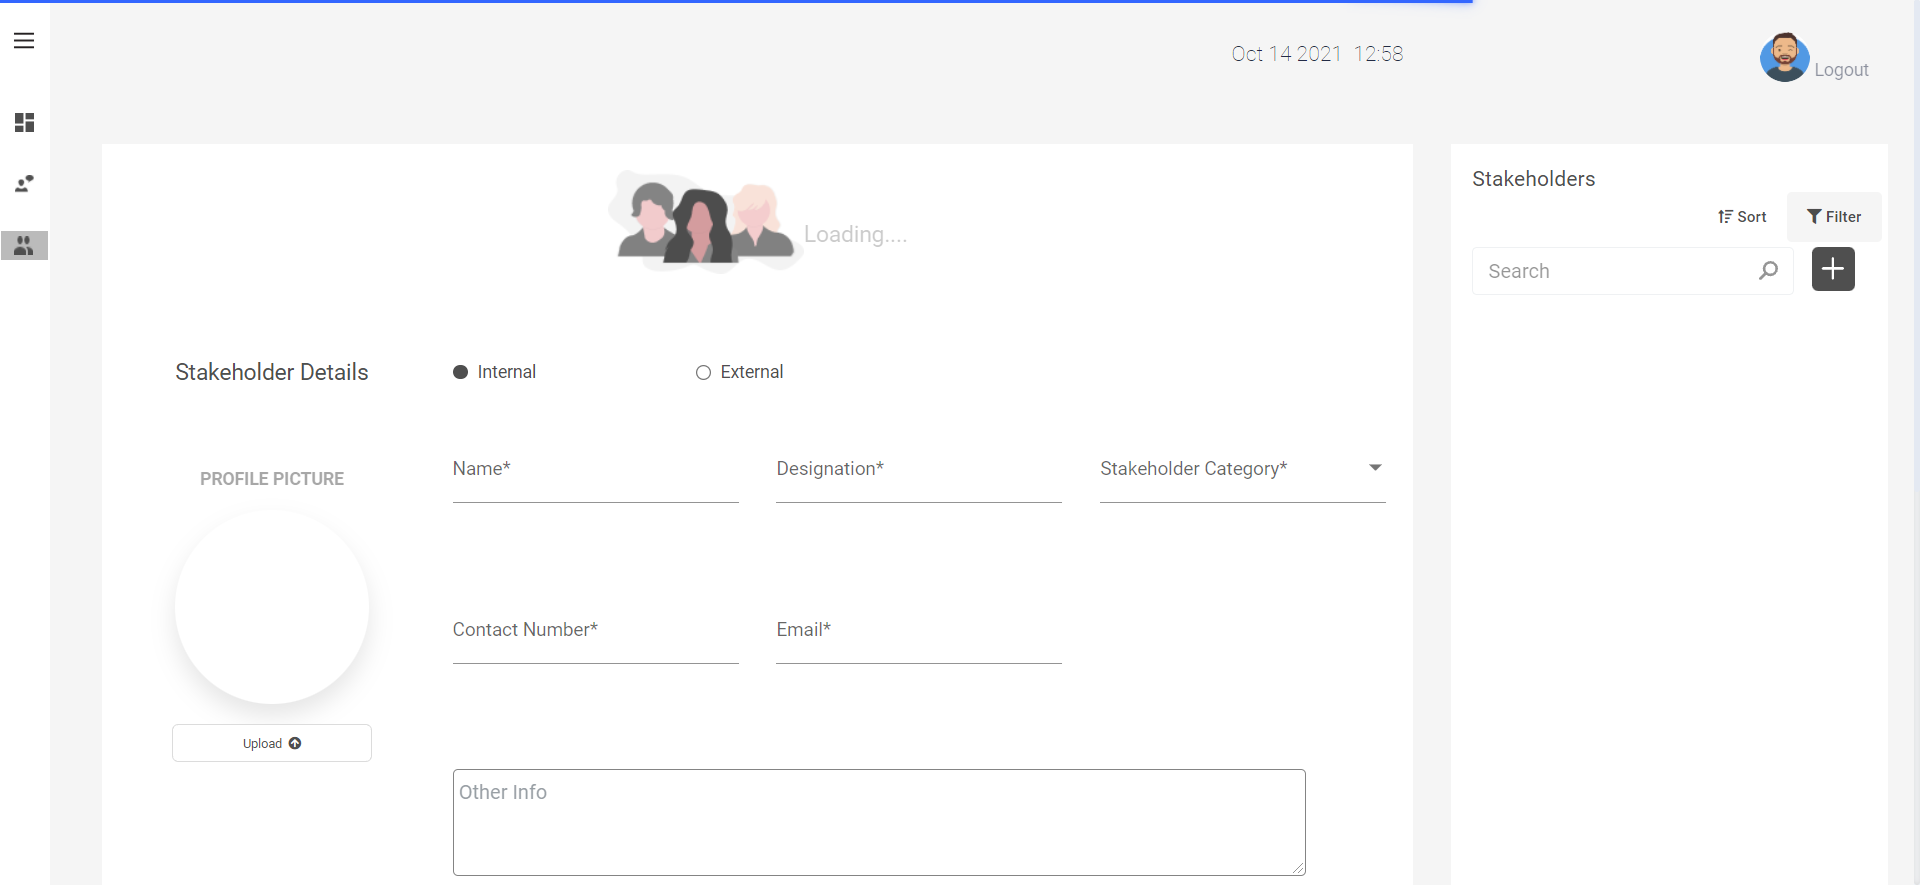 Oct 14 2021 12:58
Logout
Loading....
Stakeholders
Sort
Filter
Search
Stakeholder Details
Internal
External
PROFILE PICTURE
Name*
Designation*
Stakeholder Category*
Contact Number*
Email*
Upload
Other Info